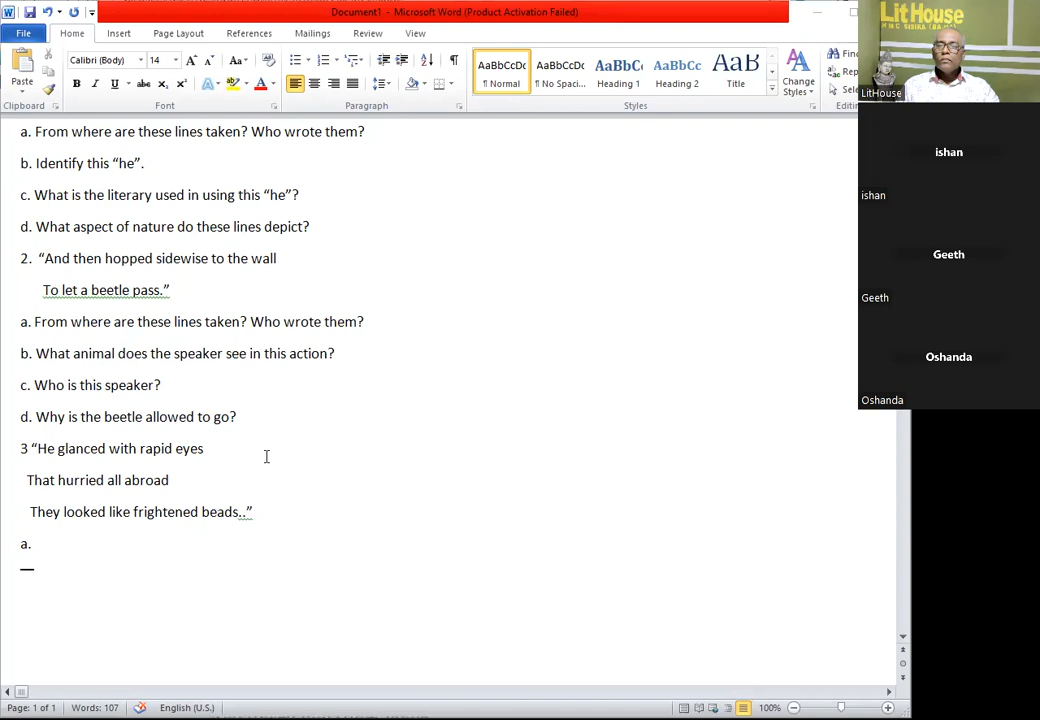 Document1 - Microsoft Word (Product Activation Failed)
File
Home
Insert
Page Layout
References
Mailings
Review
View
Paste
Calibri (Body)
14
Aa
B I U abc x₂ x²
AaBbCcDc
¶ Normal
AaBbCcDc
¶ No Spaci...
AaBbC
Heading 1
AaBbCc
Heading 2
AaB
Title
Change
Styles
Clipboard
Font
Paragraph
Styles
LitHouse
LitHouse
ishan
ishan
Geeth
Geeth
Oshanda
Oshanda
a. From where are these lines taken? Who wrote them?
b. Identify this “he”.
c. What is the literary used in using this “he”?
d. What aspect of nature do these lines depict?
2. “And then hopped sidewise to the wall
To let a beetle pass.”
a. From where are these lines taken? Who wrote them?
b. What animal does the speaker see in this action?
c. Who is this speaker?
d. Why is the beetle allowed to go?
3 “He glanced with rapid eyes
That hurried all abroad
They looked like frightened beads..”
a.
Page: 1 of 1
Words: 107
English (U.S.)
100%